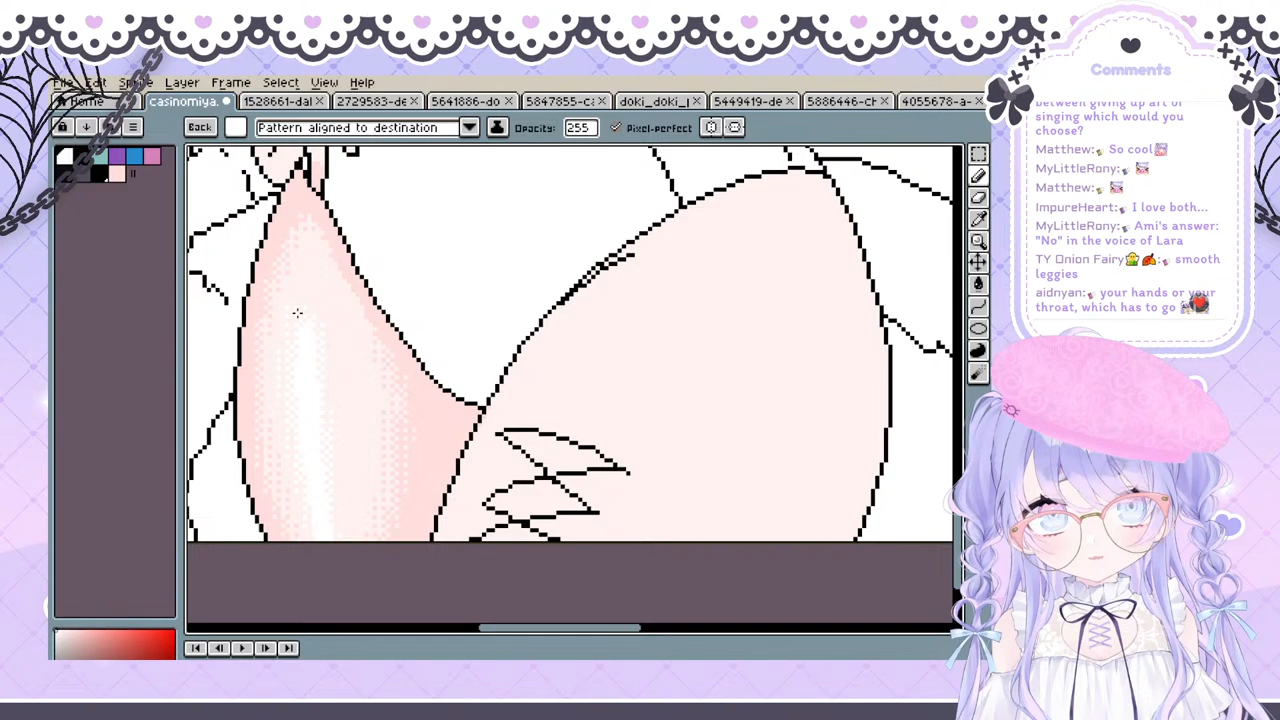 Comments
between giving up art or
singing which would you
choose?
Matthew: So cool
MyLittleRony:
Matthew:
ImpureHeart: I love both...
MyLittleRony: Ami's answer:
"No" in the voice of Lara
TY Onion Fairy: smooth
leggies
aidnyan: your hands or your
throat, which has to go
File Edit Sprite Layer Frame Select View Help
Home casinomiya. 1528661-dal 2729583-de 5641886-do 5847855-c doki_doki_l 5449419-de 5886446-ch 4055678-a-
Back Pattern aligned to destination Opacity: 255 Pixel-perfect